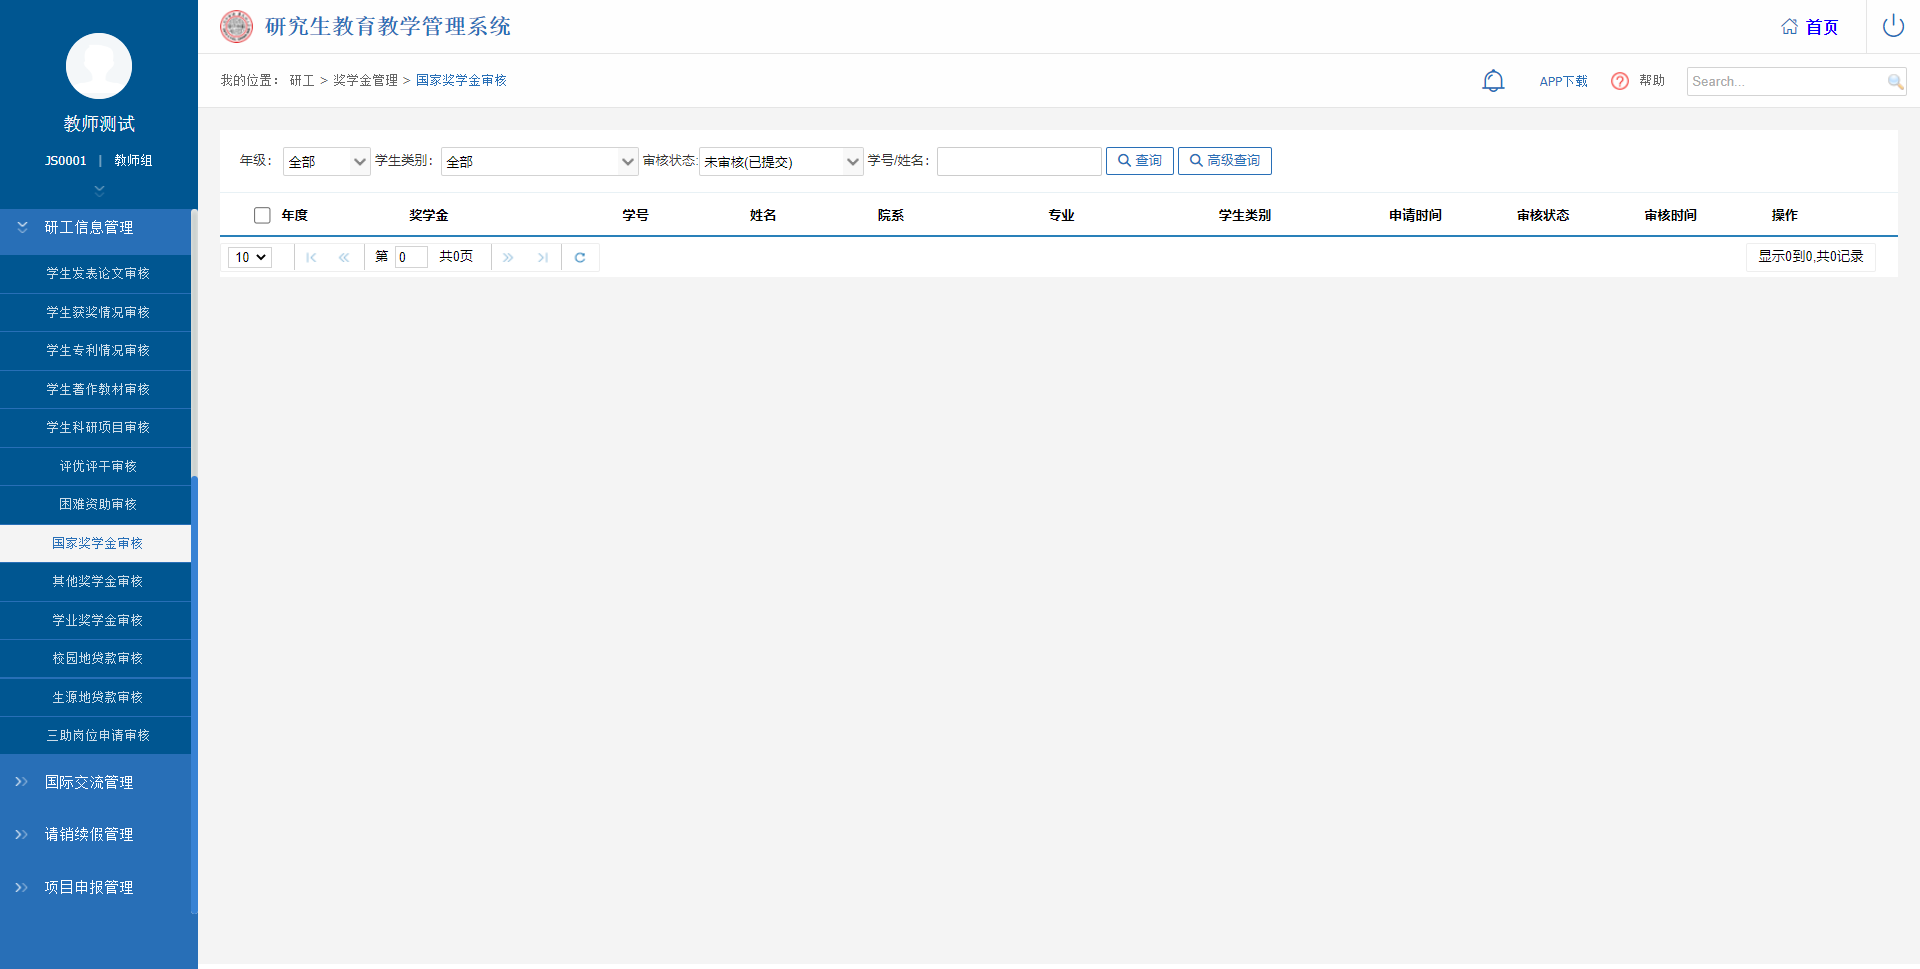 研究生教育教学管理系统
首页
教师测试
JS0001 | 教师组
我的位置： 研工 > 奖学金管理 > 国家奖学金审核
APP下载
帮助
Search...
年级： 全部 学生类别： 全部 审核状态: 未审核(已提交) 学号/姓名： 查询 高级查询
年度 奖学金 学号 姓名 院系 专业 学生类别 申请时间 审核状态 审核时间 操作
10 第 0 共0页 显示0到0,共0记录
研工信息管理
学生发表论文审核
学生获奖情况审核
学生专利情况审核
学生著作教材审核
学生科研项目审核
评优评干审核
困难资助审核
国家奖学金审核
其他奖学金审核
学业奖学金审核
校园地贷款审核
生源地贷款审核
三助岗位申请审核
国际交流管理
请销续假管理
项目申报管理